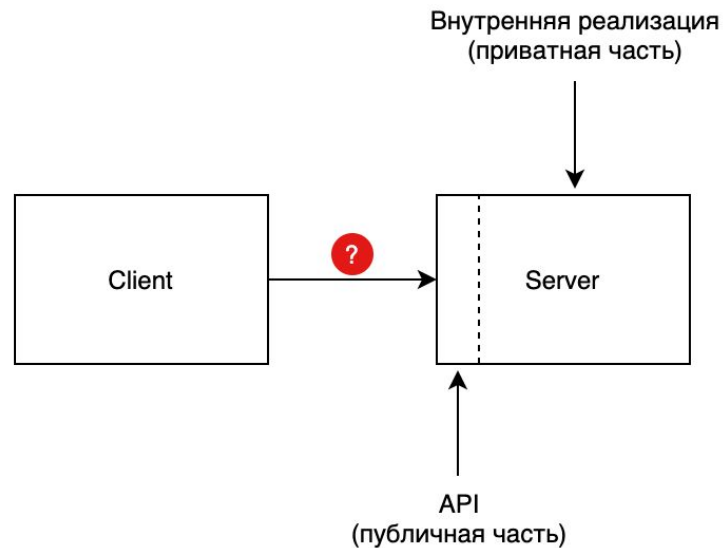 Внутренняя реализация
(приватная часть)
?
Client
Server
API
(публичная часть)